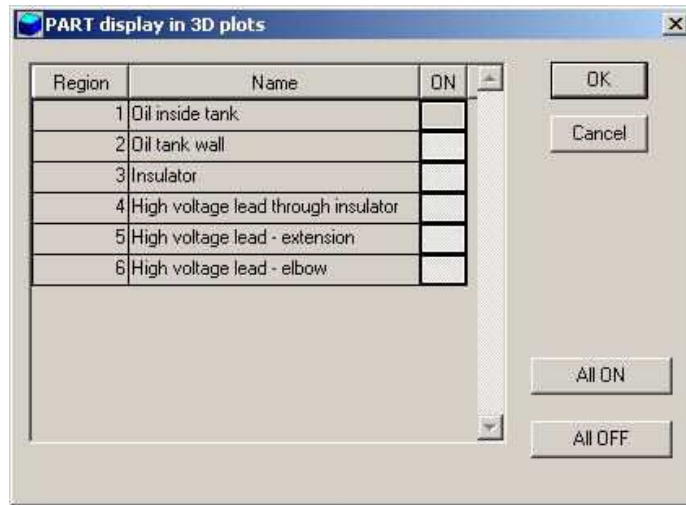 PART display in 3D plots
Region Name ON
1 Oil inside tank
2 Oil tank wall
3 Insulator
4 High voltage lead through insulator
5 High voltage lead - extension
6 High voltage lead - elbow
OK
Cancel
All ON
All OFF